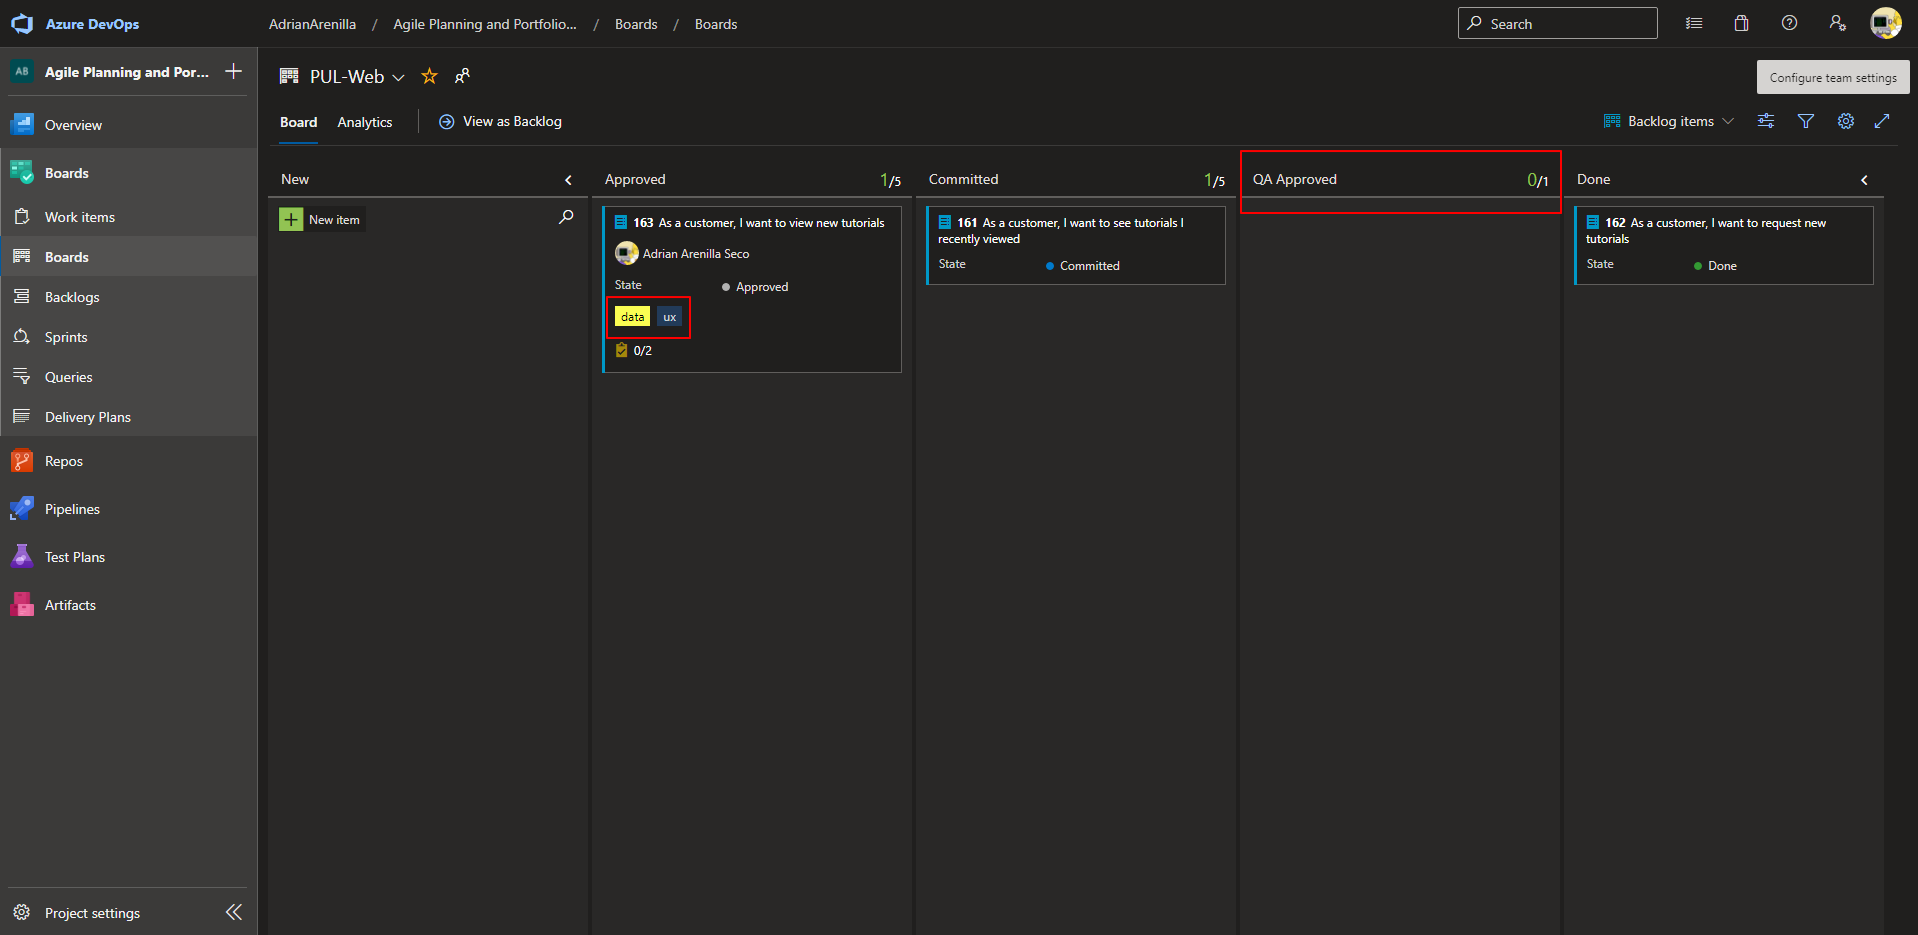 Azure DevOps
AdrianArenilla / Agile Planning and Portfolio... / Boards / Boards
Search
AB
Agile Planning and Por...
Overview
Boards
Work items
Boards
Backlogs
Sprints
Queries
Delivery Plans
Repos
Pipelines
Test Plans
Artifacts
Project settings
PUL-Web
Configure team settings
Board
Analytics
View as Backlog
Backlog items
New
New item
Approved
1/5
163 As a customer, I want to view new tutorials
Adrian Arenilla Seco
State
Approved
data
ux
0/2
Committed
1/5
161 As a customer, I want to see tutorials I
recently viewed
State
Committed
QA Approved
0/1
Done
162 As a customer, I want to request new
tutorials
State
Done